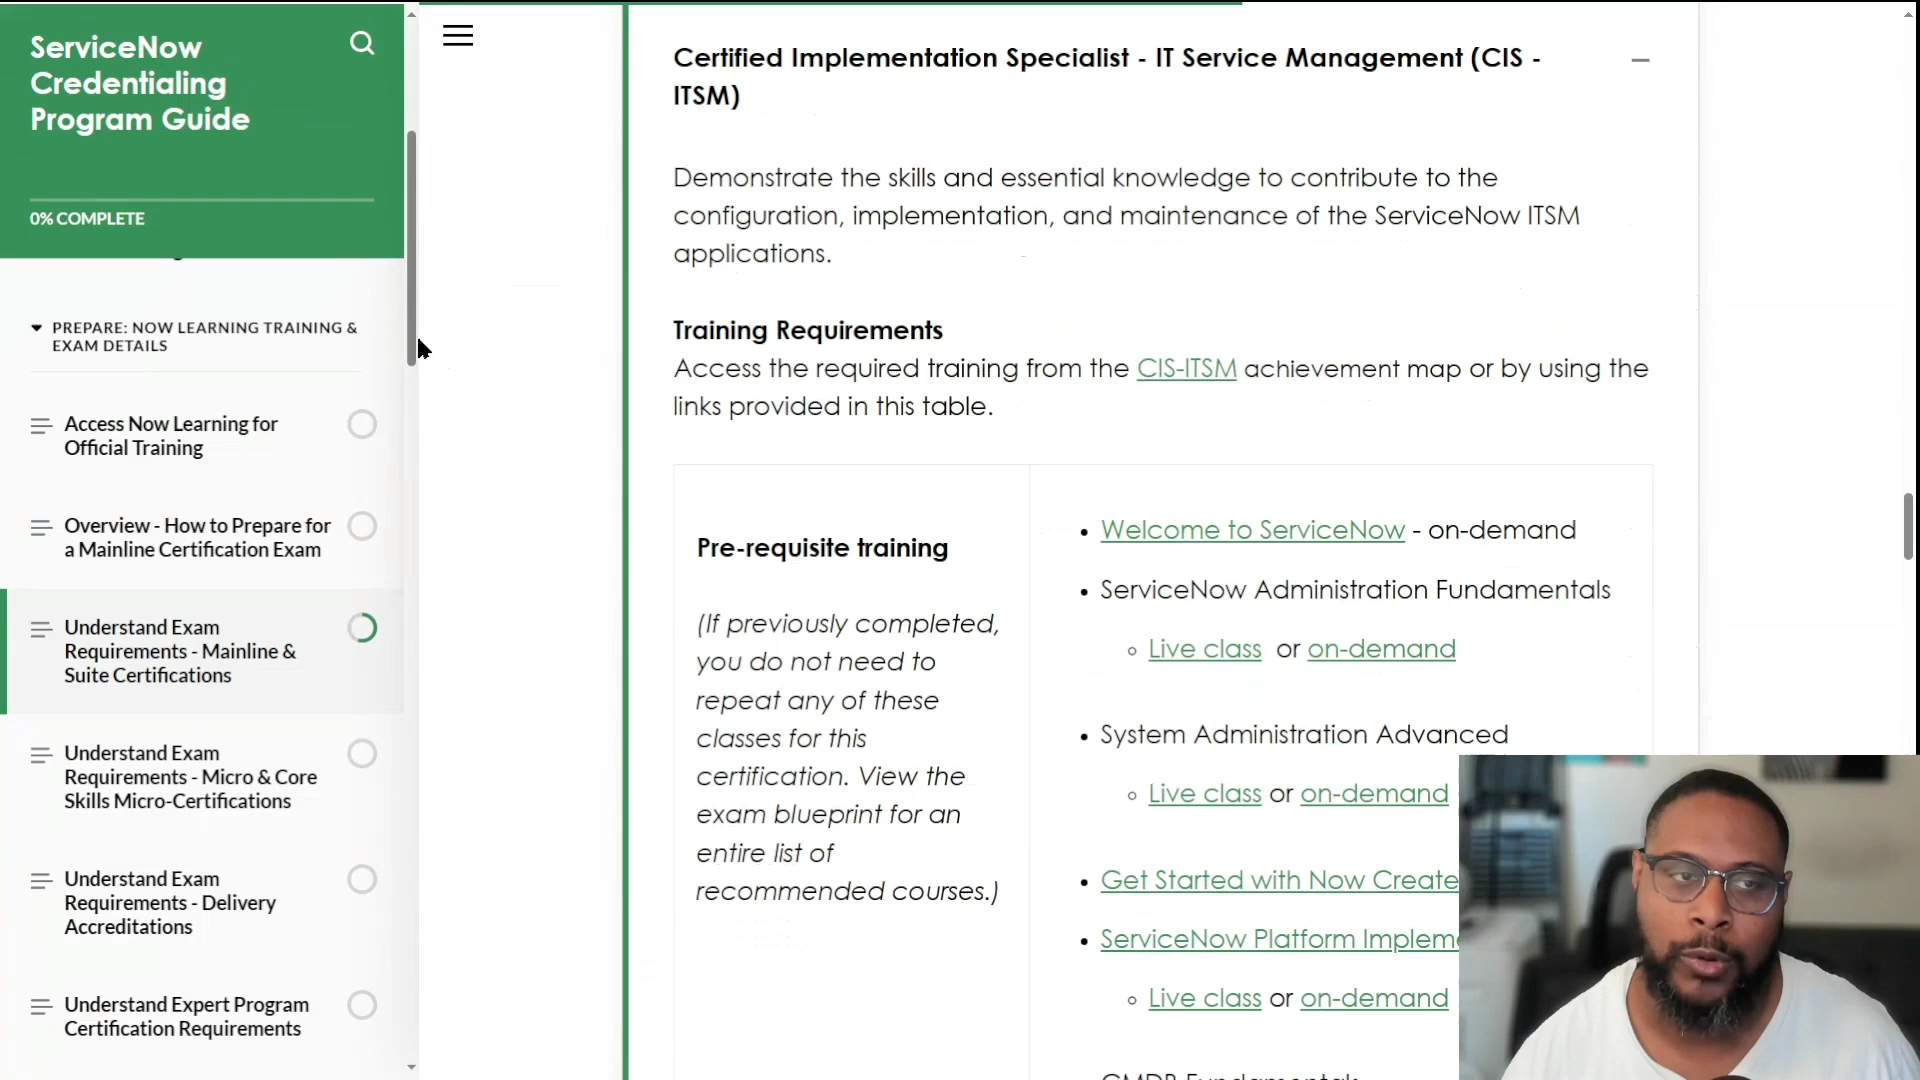 ServiceNow
Credentialing
Program Guide
0% COMPLETE
PREPARE: NOW LEARNING TRAINING &
EXAM DETAILS
Access Now Learning for
Official Training
Overview - How to Prepare for
a Mainline Certification Exam
Understand Exam
Requirements - Mainline &
Suite Certifications
Understand Exam
Requirements - Micro & Core
Skills Micro-Certifications
Understand Exam
Requirements - Delivery
Accreditations
Understand Expert Program
Certification Requirements
Certified Implementation Specialist - IT Service Management (CIS -
ITSM)
Demonstrate the skills and essential knowledge to contribute to the
configuration, implementation, and maintenance of the ServiceNow ITSM
applications.
Training Requirements
Access the required training from the CIS-ITSM achievement map or by using the
links provided in this table.
Pre-requisite training
(If previously completed,
you do not need to
repeat any of these
classes for this
certification. View the
exam blueprint for an
entire list of
recommended courses.)
Welcome to ServiceNow - on-demand
ServiceNow Administration Fundamentals
Live class or on-demand
System Administration Advanced
Live class or on-demand
Get Started with Now Create
ServiceNow Platform Implem
Live class or on-demand
CMDB Fundamentals